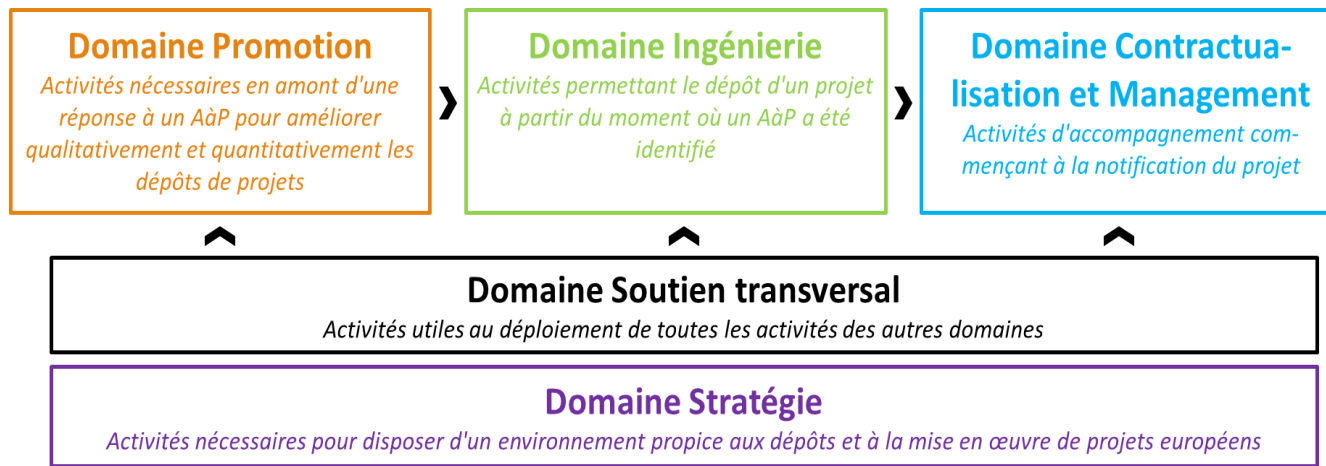 Domaine Promotion
Activités nécessaires en amont d'une
réponse à un AàP pour améliorer
qualitativement et quantitativement les
dépôts de projets
Domaine Ingénierie
Activités permettant le dépôt d'un projet
à partir du moment où un AàP a été
identifié
Domaine Contractua-
lisation et Management
Activités d'accompagnement com-
mençant à la notification du projet
Domaine Soutien transversal
Activités utiles au déploiement de toutes les activités des autres domaines
Domaine Stratégie
Activités nécessaires pour disposer d'un environnement propice aux dépôts et à la mise en œuvre de projets européens